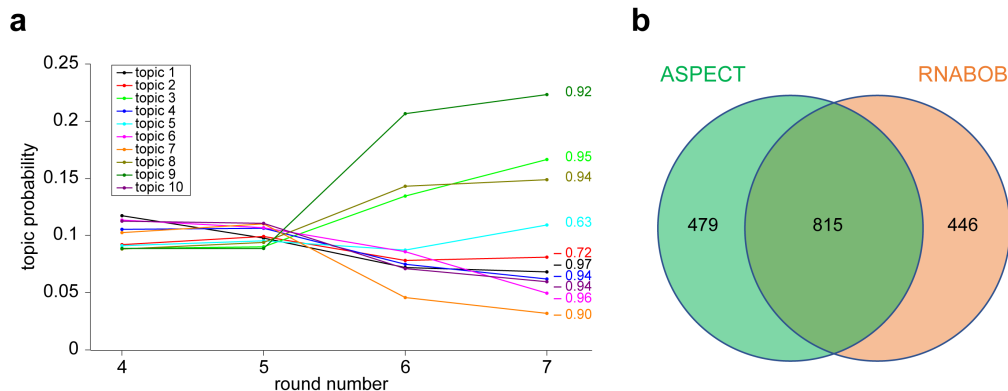 a
b
0.25
0.2
0.15
0.1
0.05
0
topic probability
topic 1
topic 2
topic 3
topic 4
topic 5
topic 6
topic 7
topic 8
topic 9
topic 10
0.92
0.95
0.94
0.63
– 0.72
– 0.97
– 0.94
– 0.94
– 0.96
– 0.90
4
5
6
7
round number
ASPECT
RNABOB
479
815
446